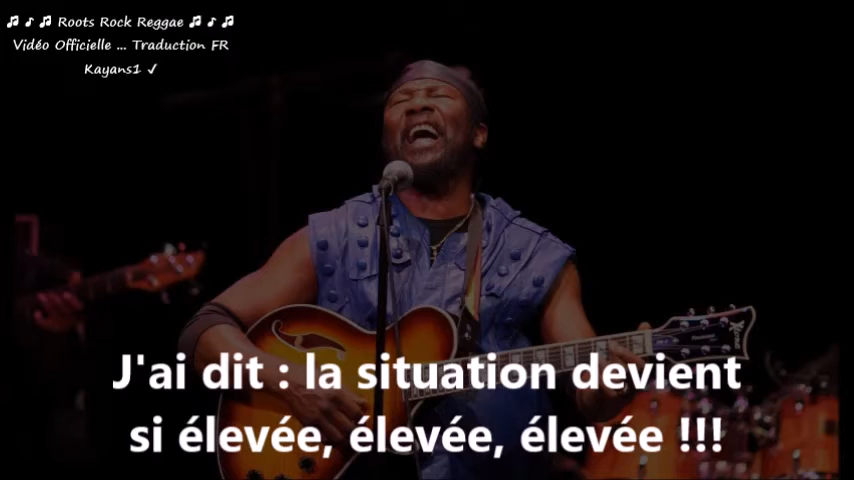 ♫ ♪ ♫ Roots Rock Reggae ♫ ♪ ♫
Vidéo Officielle ... Traduction FR
Kayans1 ✓
J'ai dit : la situation devient
si élevée, élevée, élevée !!!